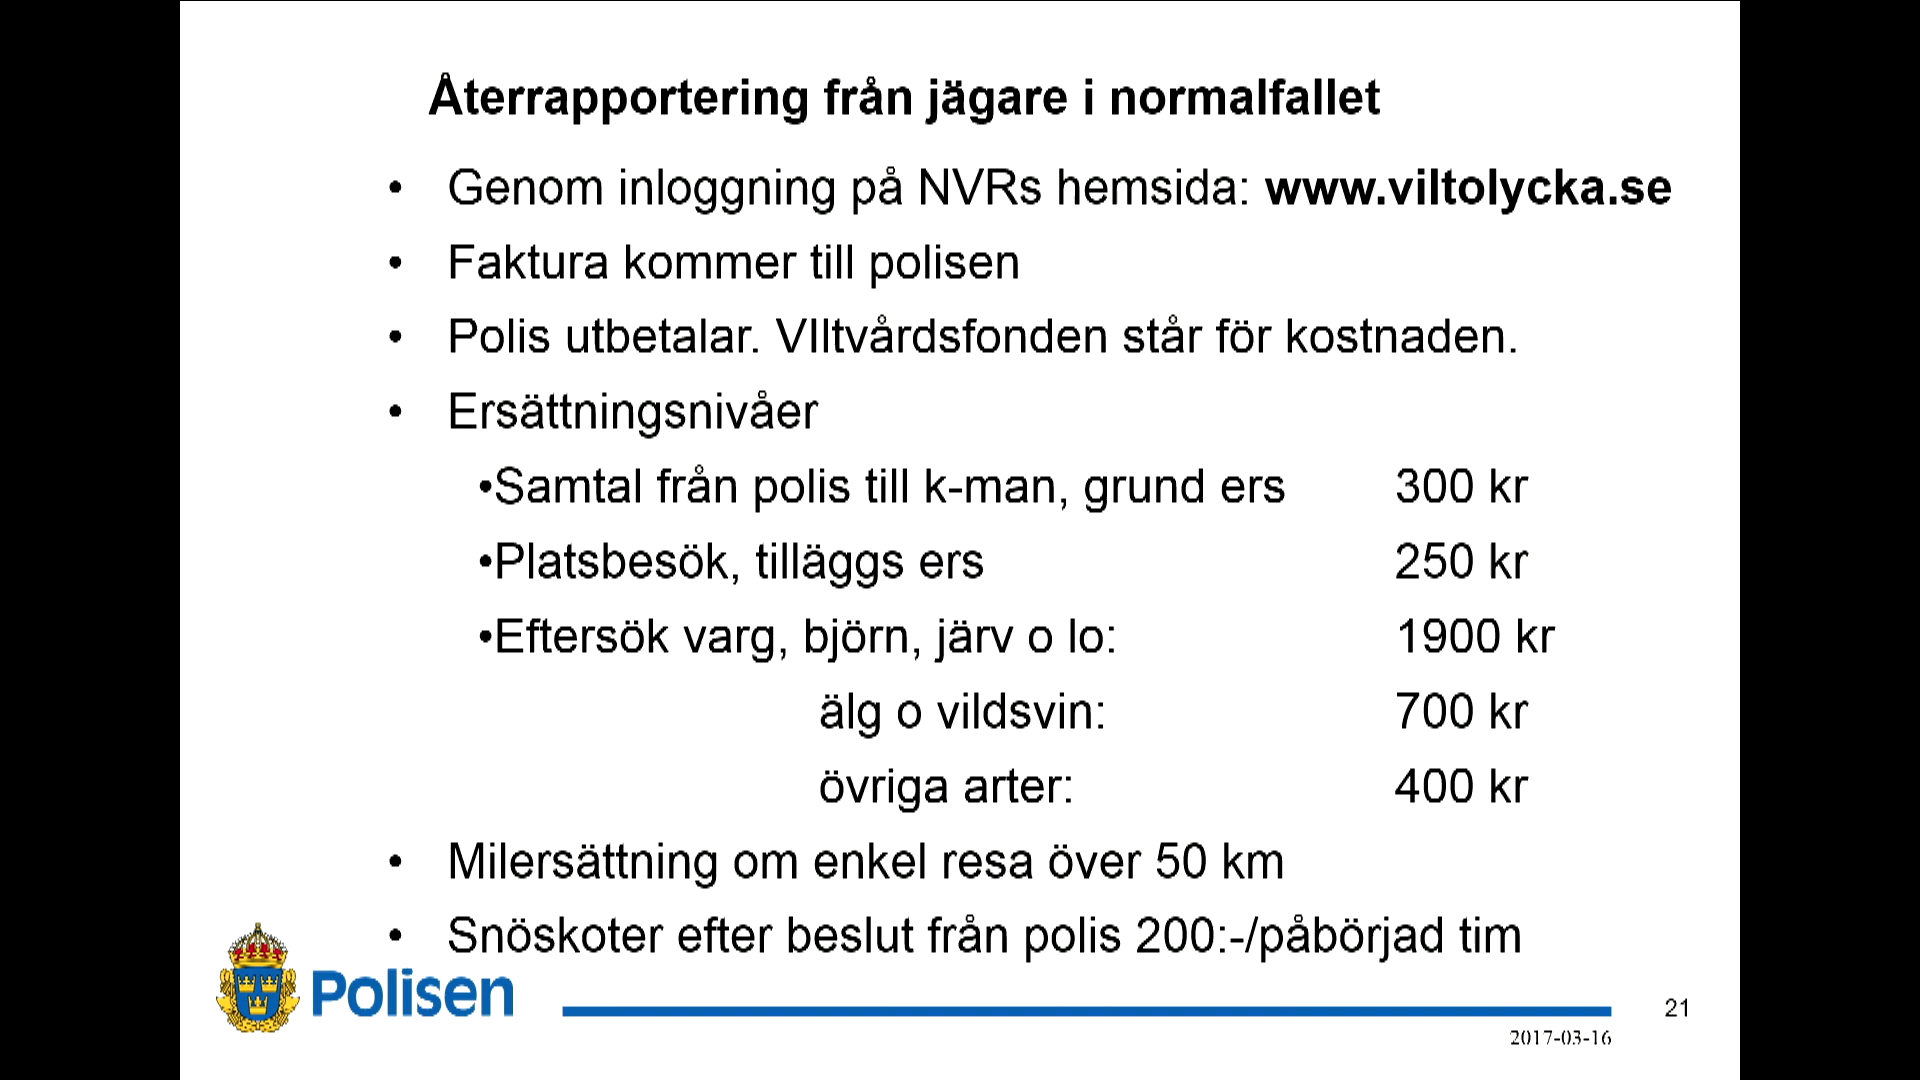 Återrapportering från jägare i normalfallet
• Genom inloggning på NVRs hemsida: www.viltolycka.se
• Faktura kommer till polisen
• Polis utbetalar. VIltvårdsfonden står för kostnaden.
• Ersättningsnivåer
•Samtal från polis till k-man, grund ers 300 kr
•Platsbesök, tilläggs ers 250 kr
•Eftersök varg, björn, järv o lo: 1900 kr
älg o vildsvin: 700 kr
övriga arter: 400 kr
• Milersättning om enkel resa över 50 km
• Snöskoter efter beslut från polis 200:-/påbörjad tim
Polisen
21
2017-03-16